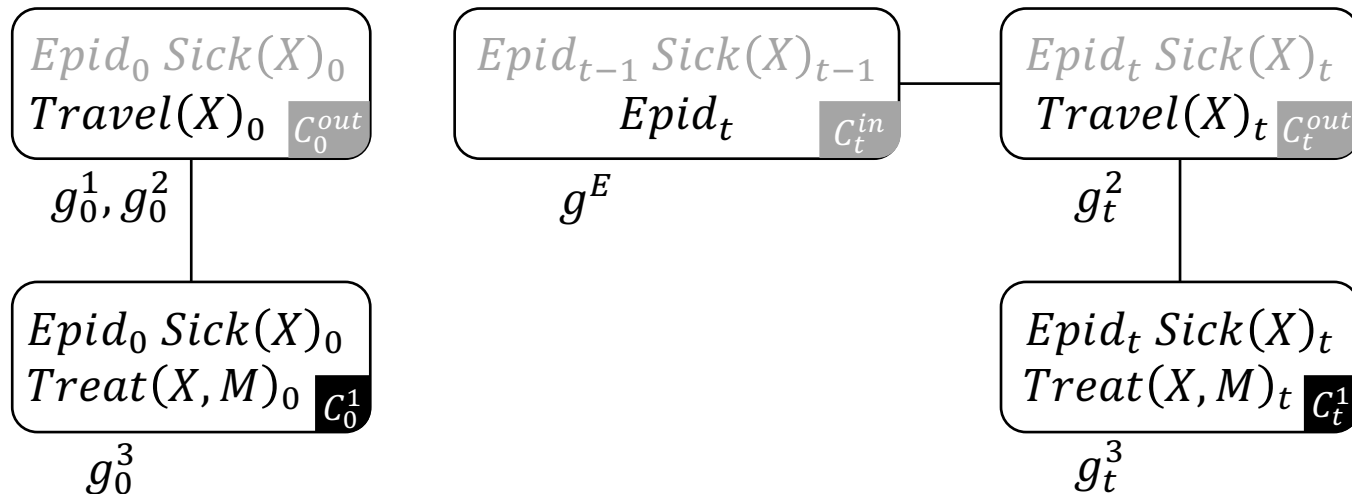 Epid₀ Sick(X)₀
Travel(X)₀
C₀ᵒᵘᵗ
g₀¹, g₀²
Epid₀ Sick(X)₀
Treat(X, M)₀
C₀¹
g₀³
Epidₜ₋₁ Sick(X)ₜ₋₁
Epidₜ
Cₜⁱⁿ
gᴱ
Epidₜ Sick(X)ₜ
Travel(X)ₜ
Cₜᵒᵘᵗ
gₜ²
Epidₜ Sick(X)ₜ
Treat(X, M)ₜ
Cₜ¹
gₜ³